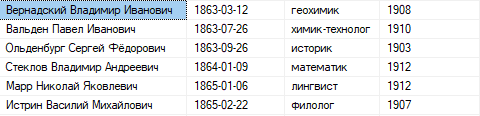 Вернадский Владимир Иванович 1863-03-12 геохимик 1908
Вальден Павел Иванович 1863-07-26 химик-технолог 1910
Ольденбург Сергей Фёдорович 1863-09-26 историк 1903
Стеклов Владимир Андреевич 1864-01-09 математик 1912
Марр Николай Яковлевич 1865-01-06 лингвист 1912
Истрин Василий Михайлович 1865-02-22 филолог 1907